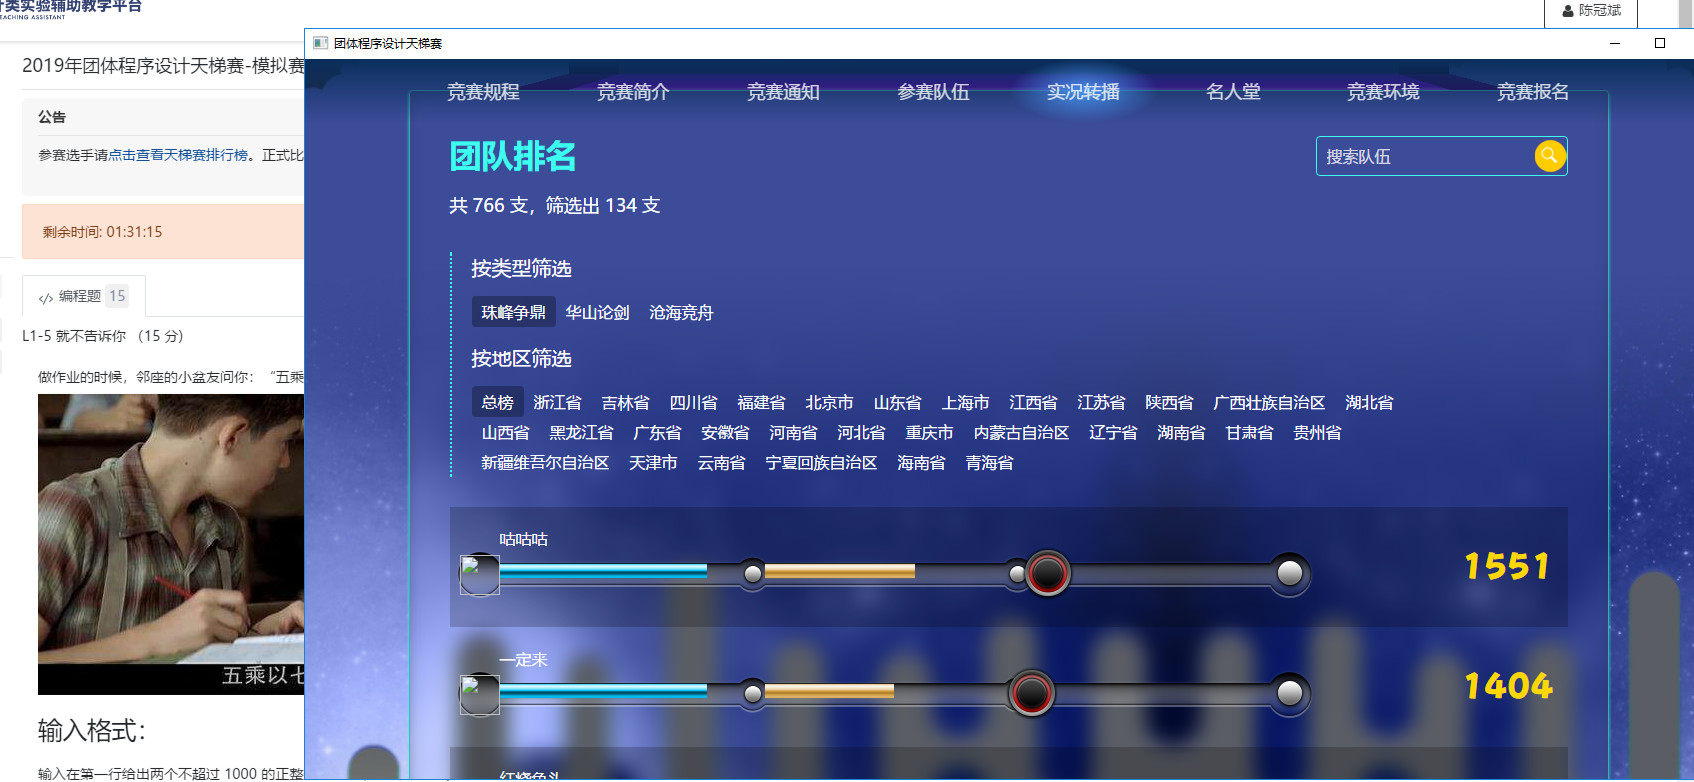 计类实验辅助教学平台
TEACHING ASSISTANT
陈冠斌
2019年团体程序设计天梯赛-模拟赛
公告
参赛选手请点击查看天梯赛排行榜。正式比
剩余时间: 01:31:15
</> 编程题 15
L1-5 就不告诉你 （15 分）
做作业的时候，邻座的小盆友问你：“五乘
五乘以七
输入格式：
输入在第一行给出两个不超过 1000 的正整
团体程序设计天梯赛
竞赛规程 竞赛简介 竞赛通知 参赛队伍 实况转播 名人堂 竞赛环境 竞赛报名
团队排名
搜索队伍
共 766 支，筛选出 134 支
按类型筛选
珠峰争鼎 华山论剑 沧海竞舟
按地区筛选
总榜 浙江省 吉林省 四川省 福建省 北京市 山东省 上海市 江西省 江苏省 陕西省 广西壮族自治区 湖北省
山西省 黑龙江省 广东省 安徽省 河南省 河北省 重庆市 内蒙古自治区 辽宁省 湖南省 甘肃省 贵州省
新疆维吾尔自治区 天津市 云南省 宁夏回族自治区 海南省 青海省
咕咕咕
1551
一定来
1404
红烧鱼头